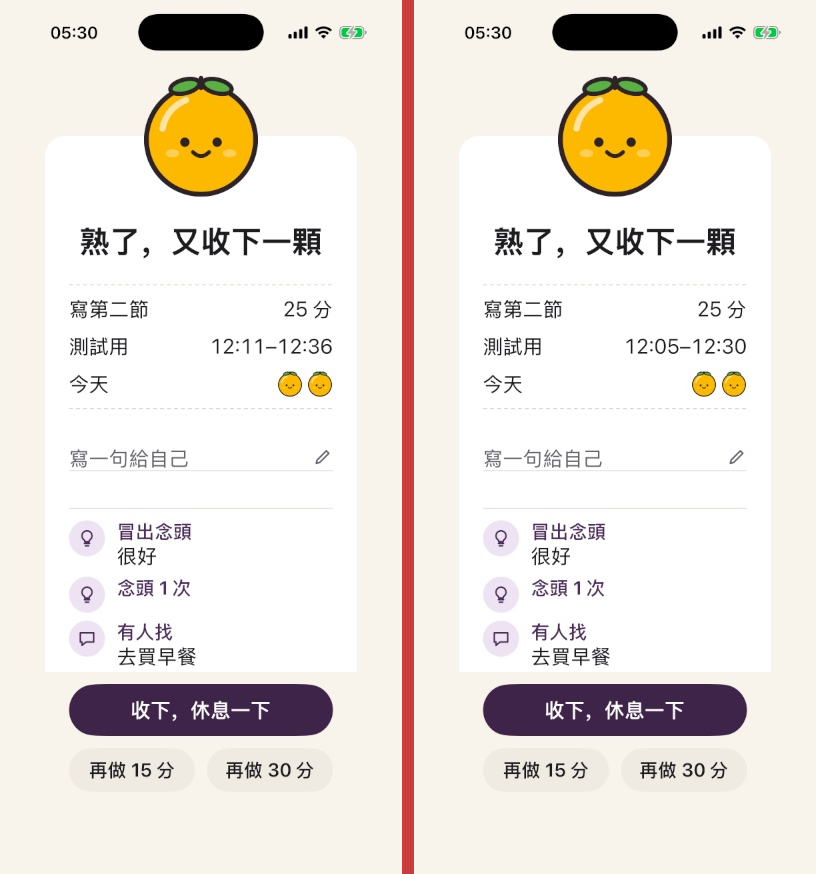 05:30
熟了，又收下一顆
寫第二節 25 分
測試用 12:11–12:36
今天
寫一句給自己
冒出念頭
很好
念頭 1 次
有人找
去買早餐
收下，休息一下
再做 15 分 再做 30 分
05:30
熟了，又收下一顆
寫第二節 25 分
測試用 12:05–12:30
今天
寫一句給自己
冒出念頭
很好
念頭 1 次
有人找
去買早餐
收下，休息一下
再做 15 分 再做 30 分